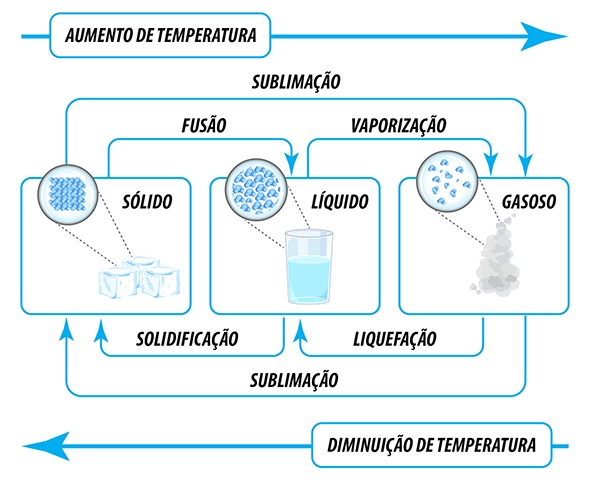 AUMENTO DE TEMPERATURA
SUBLIMAÇÃO
FUSÃO
VAPORIZAÇÃO
SÓLIDO
LÍQUIDO
GASOSO
SOLIDIFICAÇÃO
LIQUEFAÇÃO
SUBLIMAÇÃO
DIMINUIÇÃO DE TEMPERATURA